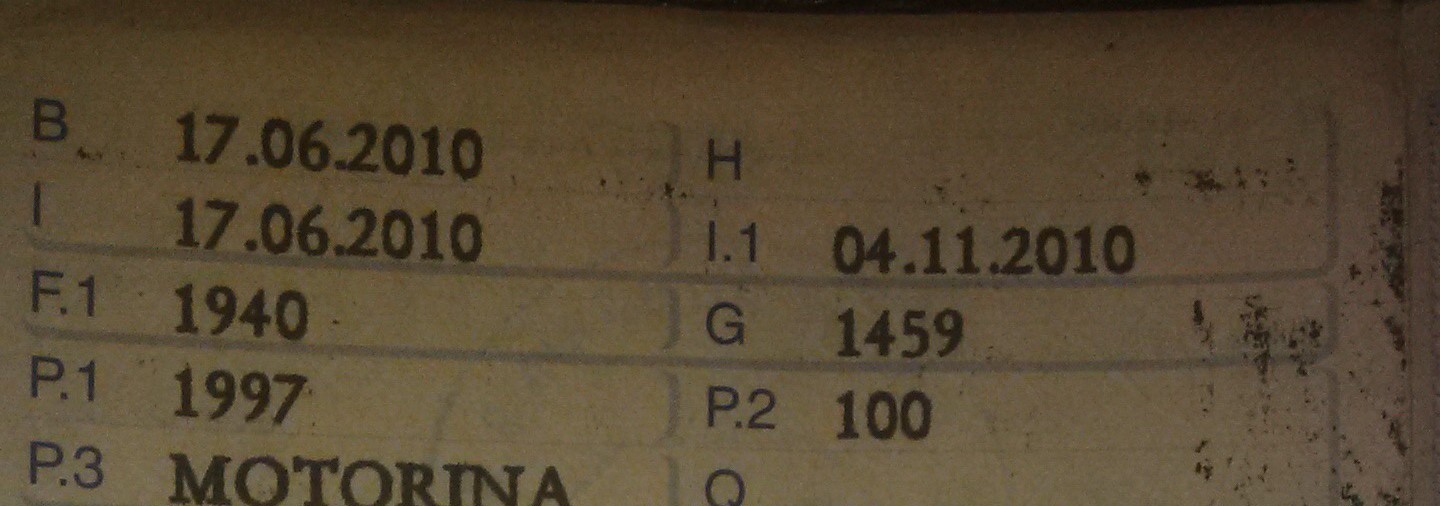 B 17.06.2010 H
I 17.06.2010 I.1 04.11.2010
F.1 1940 G 1459
P.1 1997 P.2 100
P.3 MOTORINA Q